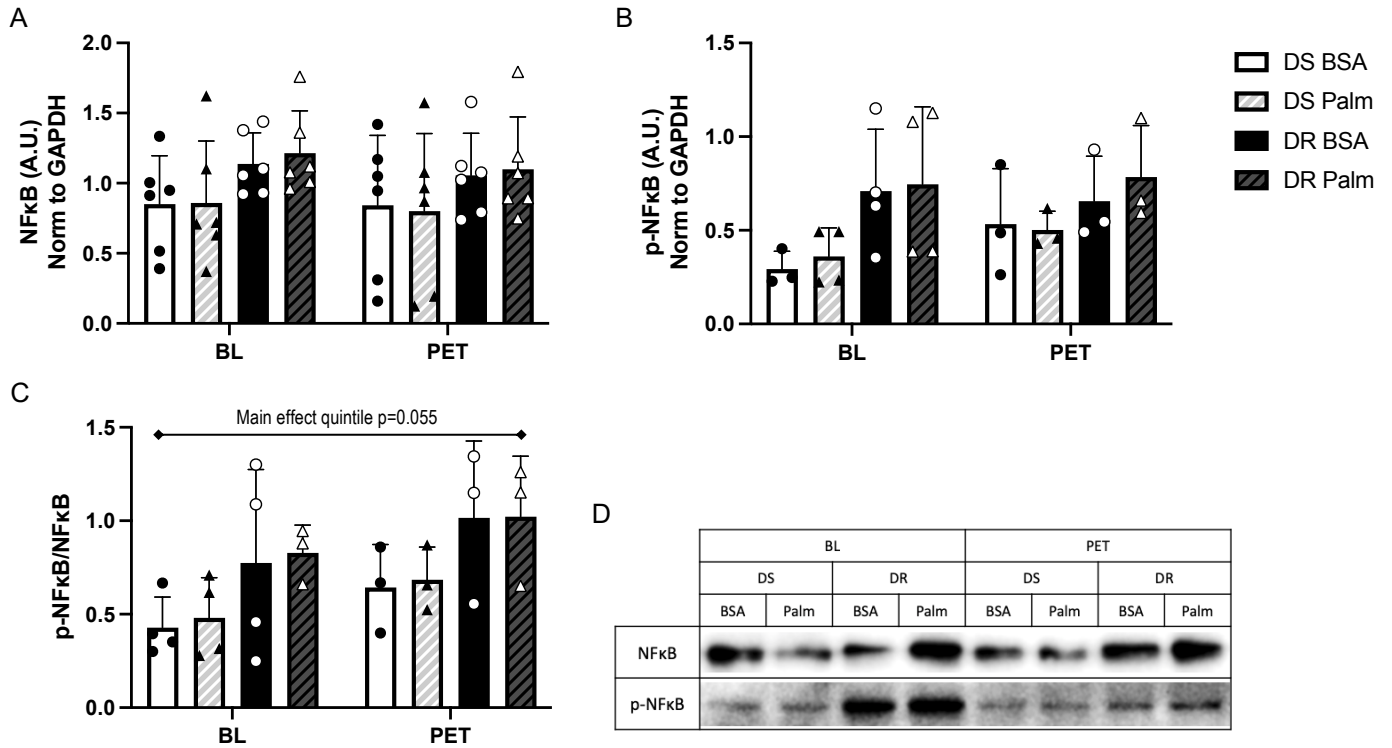 A
NFκB (A.U.)
Norm to GAPDH
2.0
1.5
1.0
0.5
0.0
BL
PET
B
p-NFκB (A.U.)
Norm to GAPDH
1.5
1.0
0.5
0.0
BL
PET
DS BSA
DS Palm
DR BSA
DR Palm
C
Main effect quintile p=0.055
p-NFκB/NFκB
1.5
1.0
0.5
0.0
BL
PET
D
BL PET
DS DR DS DR
BSA Palm BSA Palm BSA Palm BSA Palm
NFκB
p-NFκB